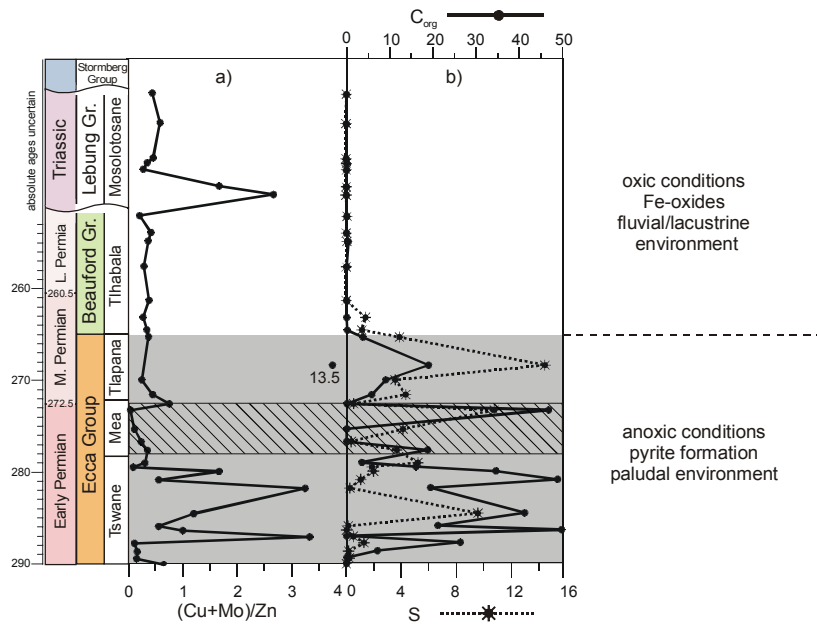 C org
0 10 20 30 40 50
Stormberg
Group
a)
b)
absolute ages uncertain
Triassic
Lebung Gr.
Mosolotosane
L. Permia
Beauford Gr.
Tlhabala
260
260.5
M. Permian
Tlapana
13.5
270
272.5
Ecca Group
Mea
Early Permian
280
Tswane
290
oxic conditions
Fe-oxides
fluvial/lacustrine
environment
anoxic conditions
pyrite formation
paludal environment
0 1 2 3 4
0 4 8 12 16
(Cu+Mo)/Zn
S